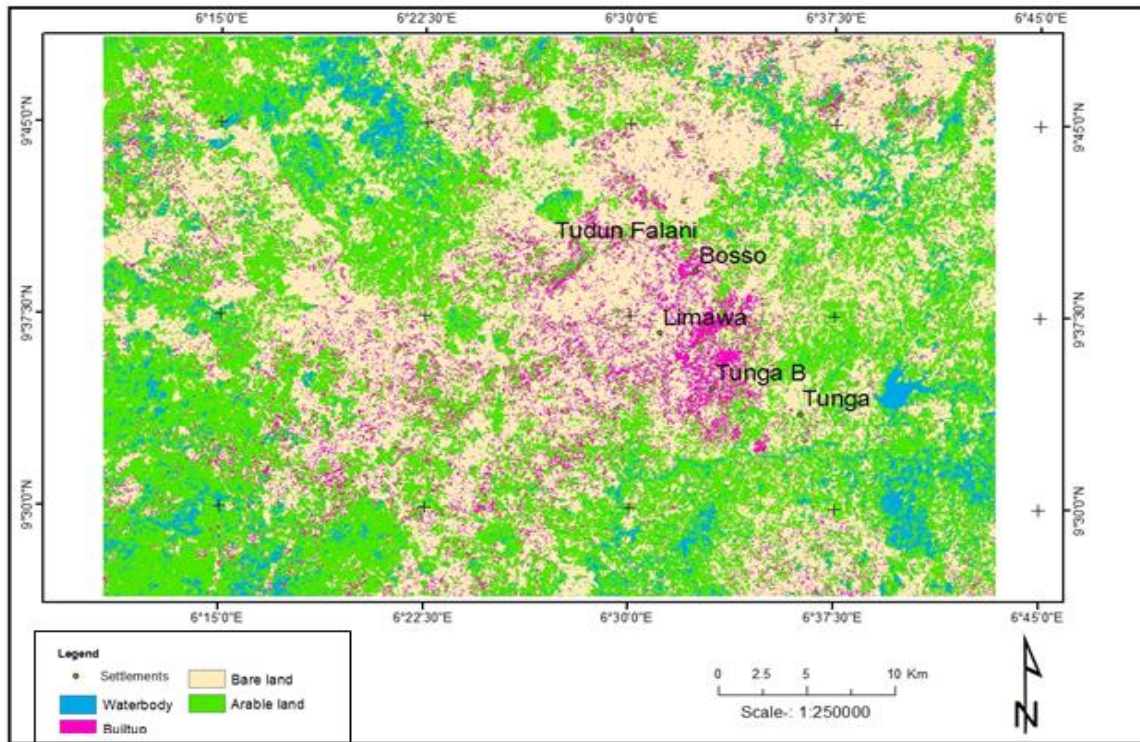 6°15'0"E 6°22'30"E 6°30'0"E 6°37'30"E 6°45'0"E
9°45'0"N 9°45'0"N
Tudun Falani
Bosso
9°37'30"N 9°37'30"N
Limawa
Tunga B
Tunga
9°30'0"N 9°30'0"N
6°15'0"E 6°22'30"E 6°30'0"E 6°37'30"E 6°45'0"E
Legend
Settlements Bare land
Waterbody Arable land
Builtup
0 2.5 5 10 Km
Scale-: 1:250000
N